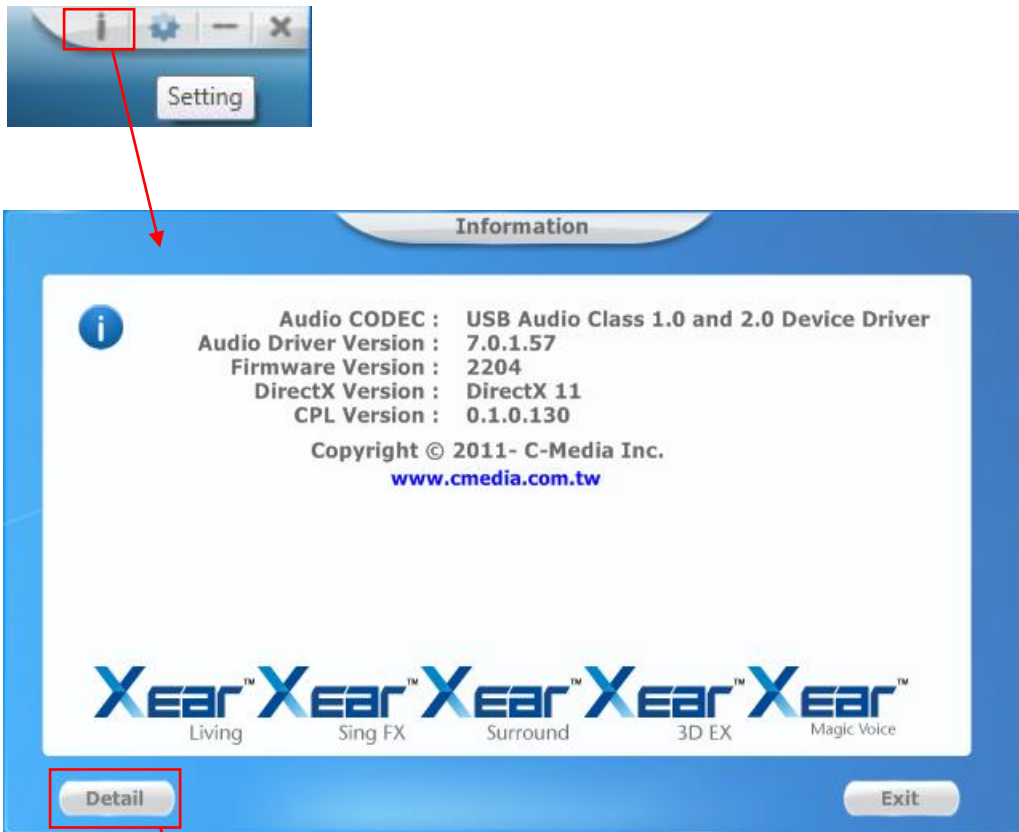 i
Setting
Information
i
Audio CODEC : USB Audio Class 1.0 and 2.0 Device Driver
Audio Driver Version : 7.0.1.57
Firmware Version : 2204
DirectX Version : DirectX 11
CPL Version : 0.1.0.130
Copyright © 2011- C-Media Inc.
www.cmedia.com.tw
Xear™ Xear™ Xear™ Xear™ Xear™
Living Sing FX Surround 3D EX Magic Voice
Detail Exit